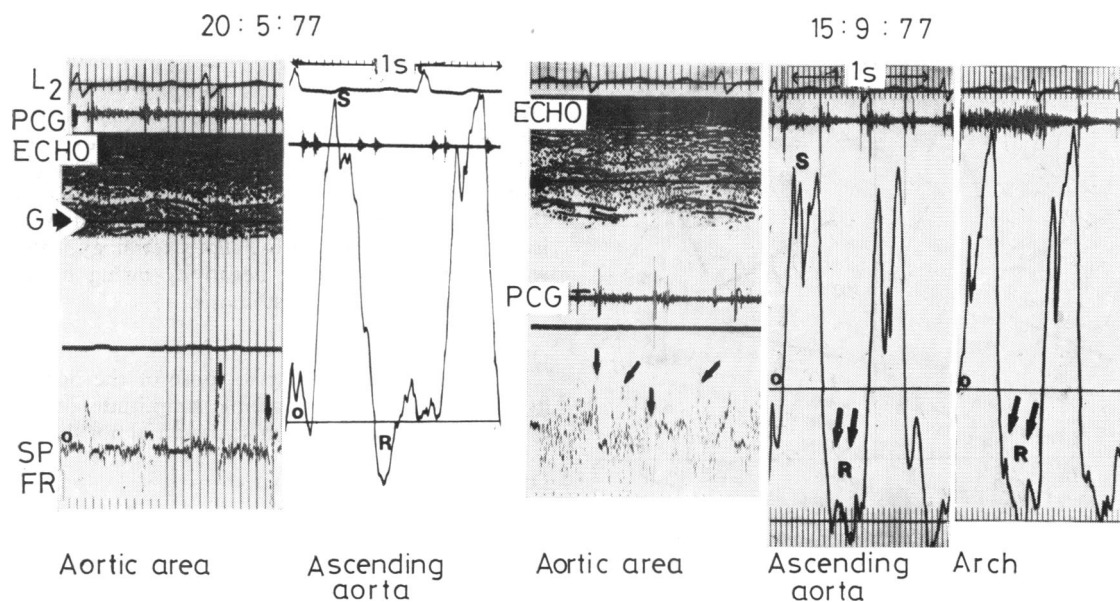 20:5:77
15:9:77
L2
PCG
ECHO
G
O
SP
FR
1s
S
O
R
ECHO
PCG
1s
S
O
R
O
R
Aortic area
Ascending
aorta
Aortic area
Ascending
aorta
Arch